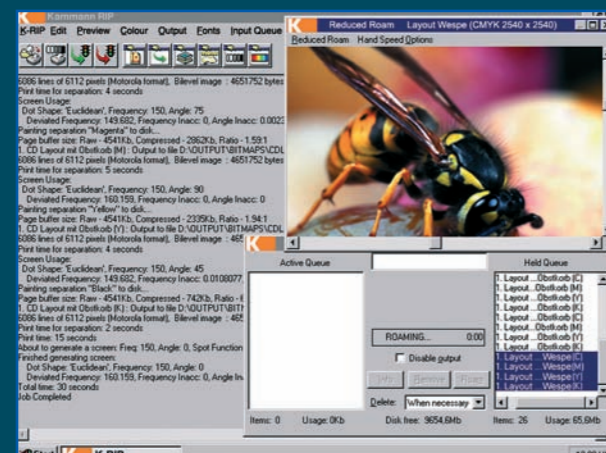 Kammann RIP
K-RIP Edit Preview Colour Output Fonts Input Queue
6086 lines of 6112 pixels (Motorola format), Bilevel image : 4651752 bytes
Print time for separation: 4 seconds
Screen Usage:
Dot Shape: 'Euclidean', Frequency: 150, Angle: 75
Deviated Frequency: 149.682, Frequency Inacc: 0, Angle Inacc: 0.0023
Painting separation "Magenta" to disk...
Page buffer size: Raw - 4541Kb, Compressed - 2862Kb, Ratio - 1.59:1
1. CD Layout mit Obstkorb (M) : Output to file D:\OUTPUT\BITMAPS\CDL
6086 lines of 6112 pixels (Motorola format), Bilevel image : 4651752 bytes
Print time for separation: 5 seconds
Screen Usage:
Dot Shape: 'Euclidean', Frequency: 150, Angle: 90
Deviated Frequency: 160.159, Frequency Inacc: 0, Angle Inacc: 0
Painting separation "Yellow" to disk...
Page buffer size: Raw - 4541Kb, Compressed - 2335Kb, Ratio - 1.94:1
1. CD Layout mit Obstkorb (Y) : Output to file D:\OUTPUT\BITMAPS\CDL
6086 lines of 6112 pixels (Motorola format), Bilevel image : 465
Print time for separation: 4 seconds
Screen Usage:
Dot Shape: 'Euclidean', Frequency: 150, Angle: 45
Deviated Frequency: 149.682, Frequency Inacc: 0.0108077,
Painting separation "Black" to disk...
Page buffer size: Raw - 4541Kb, Compressed - 742Kb, Ratio - 6
1. CD Layout mit Obstkorb (K) : Output to file D:\OUTPUT\BITMA
6086 lines of 6112 pixels (Motorola format), Bilevel image : 465
Print time for separation: 2 seconds
Print time: 15 seconds
About to generate a screen: Freq: 150, Angle: 0, Spot Function
Finished generating screen:
Dot Shape: 'Euclidean', Frequency: 150, Angle: 0
Deviated Frequency: 160.159, Frequency Inacc: 0, Angle In
Total time: 30 seconds
Job Completed
Reduced Roam Layout Wespe (CMYK 2540 x 2540)
Reduced Roam Hand Speed Options
Active Queue
Held Queue
1. Layout ...Obstkorb (C)
1. Layout ...Obstkorb (M)
1. Layout ...Obstkorb (Y)
1. Layout ...Obstkorb (K)
1. Layout ...Obstkorb (C)
1. Layout ...Obstkorb (M)
1. Layout ...Obstkorb (Y)
1. Layout ...Obstkorb (K)
1. Layout ...Wespe (C)
1. Layout ...Wespe (M)
1. Layout ...Wespe (Y)
1. Layout ...Wespe (K)
ROAMING... 0:00
Disable output
Info Remove Roam
Delete: When necessary
Items: 0 Usage: 0Kb Disk free: 9654,6Mb Items: 26 Usage: 65,6Mb
Start K-RIP